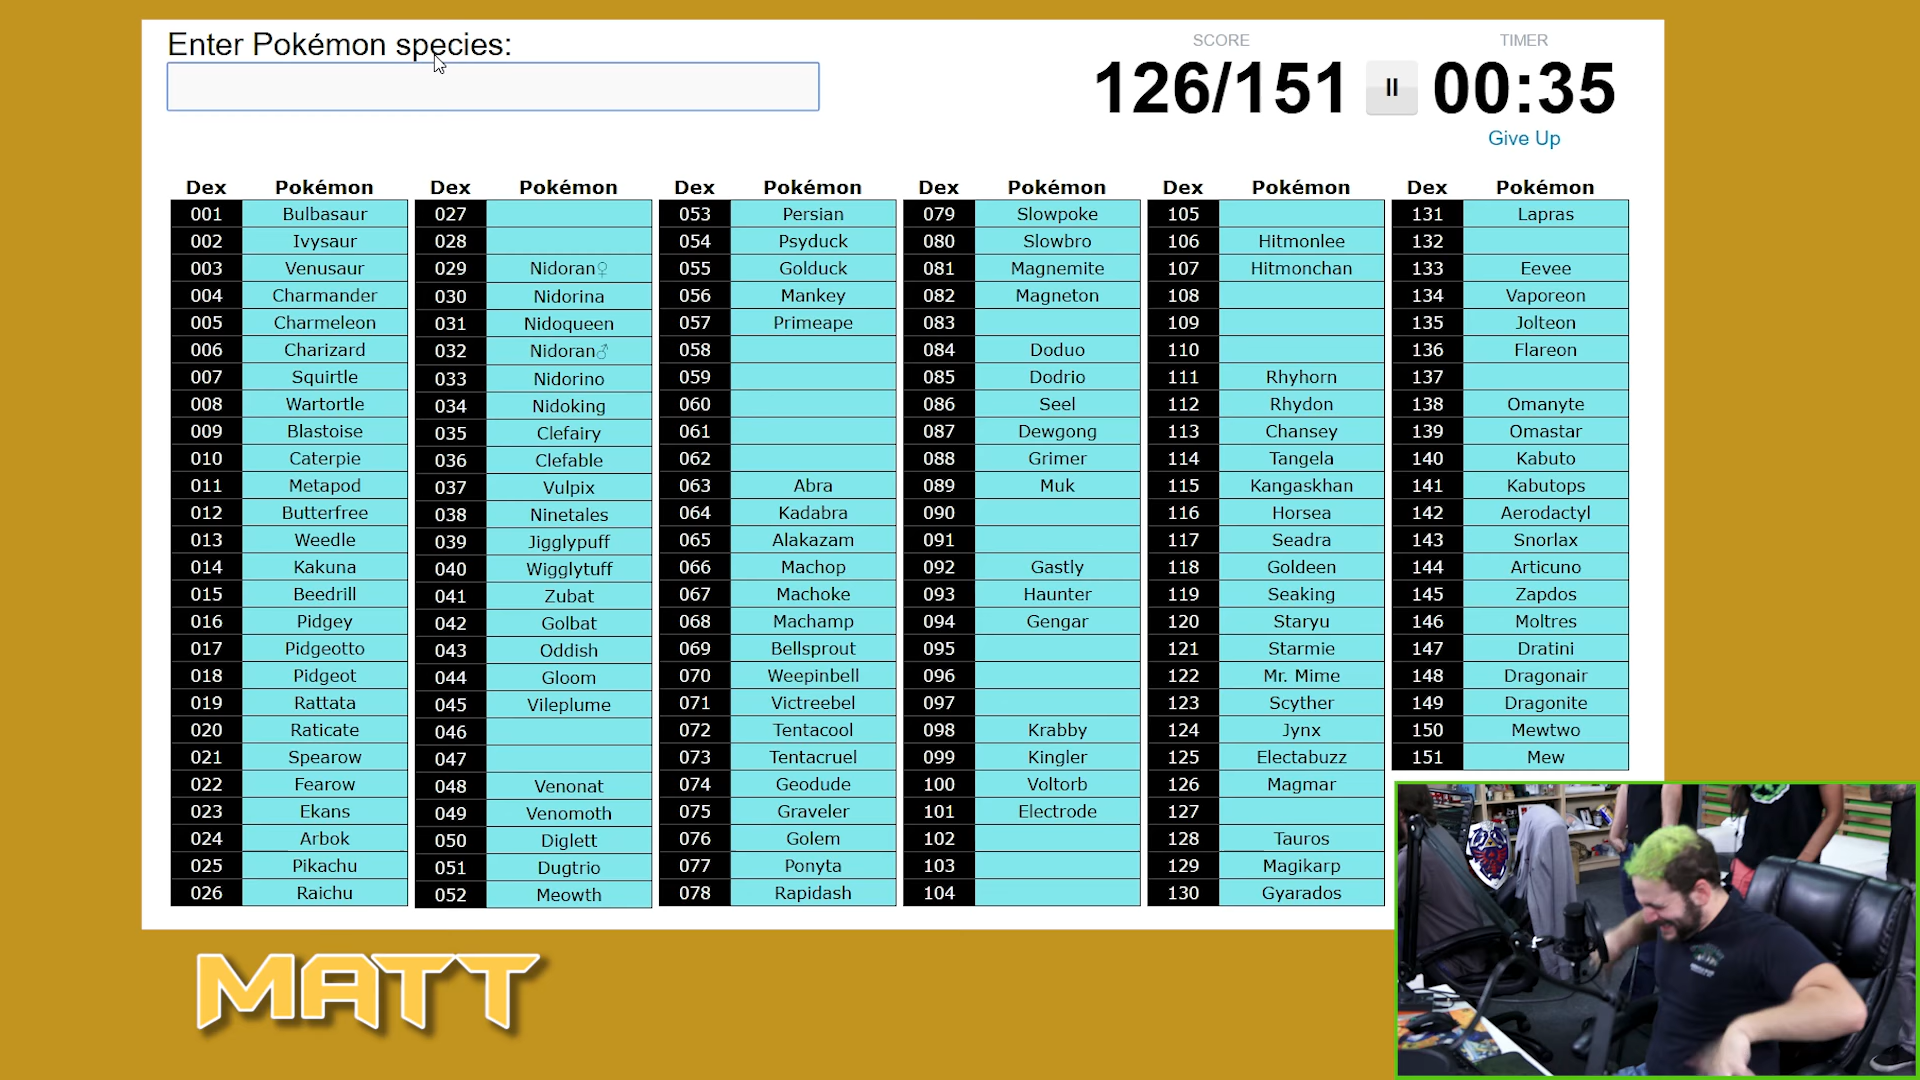 Enter Pokémon species:
SCORE
TIMER
126/151
00:35
Give Up
Dex Pokémon Dex Pokémon Dex Pokémon Dex Pokémon Dex Pokémon Dex Pokémon
001 Bulbasaur 027 053 Persian 079 Slowpoke 105 131 Lapras
002 Ivysaur 028 054 Psyduck 080 Slowbro 106 Hitmonlee 132
003 Venusaur 029 Nidoran♀ 055 Golduck 081 Magnemite 107 Hitmonchan 133 Eevee
004 Charmander 030 Nidorina 056 Mankey 082 Magneton 108 134 Vaporeon
005 Charmeleon 031 Nidoqueen 057 Primeape 083 109 135 Jolteon
006 Charizard 032 Nidoran♂ 058 084 Doduo 110 136 Flareon
007 Squirtle 033 Nidorino 059 085 Dodrio 111 Rhyhorn 137
008 Wartortle 034 Nidoking 060 086 Seel 112 Rhydon 138 Omanyte
009 Blastoise 035 Clefairy 061 087 Dewgong 113 Chansey 139 Omastar
010 Caterpie 036 Clefable 062 088 Grimer 114 Tangela 140 Kabuto
011 Metapod 037 Vulpix 063 Abra 089 Muk 115 Kangaskhan 141 Kabutops
012 Butterfree 038 Ninetales 064 Kadabra 090 116 Horsea 142 Aerodactyl
013 Weedle 039 Jigglypuff 065 Alakazam 091 117 Seadra 143 Snorlax
014 Kakuna 040 Wigglytuff 066 Machop 092 Gastly 118 Goldeen 144 Articuno
015 Beedrill 041 Zubat 067 Machoke 093 Haunter 119 Seaking 145 Zapdos
016 Pidgey 042 Golbat 068 Machamp 094 Gengar 120 Staryu 146 Moltres
017 Pidgeotto 043 Oddish 069 Bellsprout 095 121 Starmie 147 Dratini
018 Pidgeot 044 Gloom 070 Weepinbell 096 122 Mr. Mime 148 Dragonair
019 Rattata 045 Vileplume 071 Victreebel 097 123 Scyther 149 Dragonite
020 Raticate 046 072 Tentacool 098 Krabby 124 Jynx 150 Mewtwo
021 Spearow 047 073 Tentacruel 099 Kingler 125 Electabuzz 151 Mew
022 Fearow 048 Venonat 074 Geodude 100 Voltorb 126 Magmar
023 Ekans 049 Venomoth 075 Graveler 101 Electrode 127
024 Arbok 050 Diglett 076 Golem 102 128 Tauros
025 Pikachu 051 Dugtrio 077 Ponyta 103 129 Magikarp
026 Raichu 052 Meowth 078 Rapidash 104 130 Gyarados
MATT